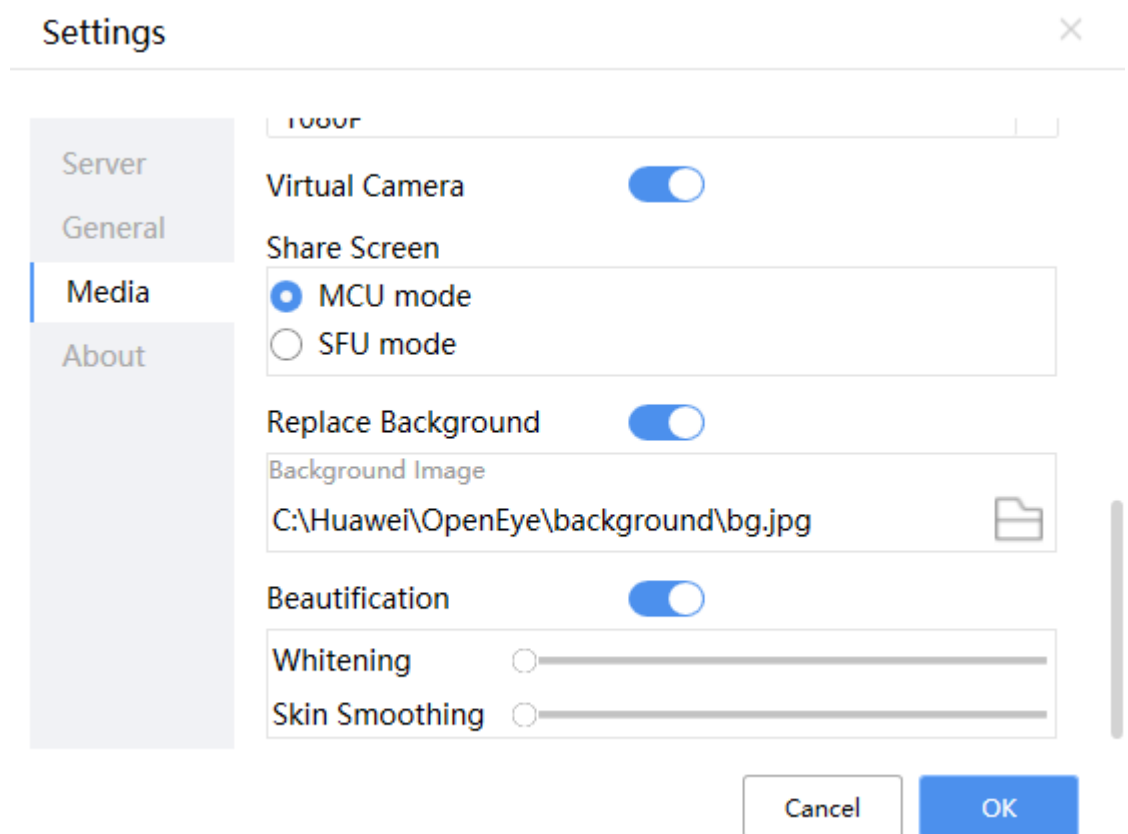 Settings
Server
General
Media
About
1080P
Virtual Camera
Share Screen
MCU mode
SFU mode
Replace Background
Background Image
C:\Huawei\OpenEye\background\bg.jpg
Beautification
Whitening
Skin Smoothing
Cancel
OK